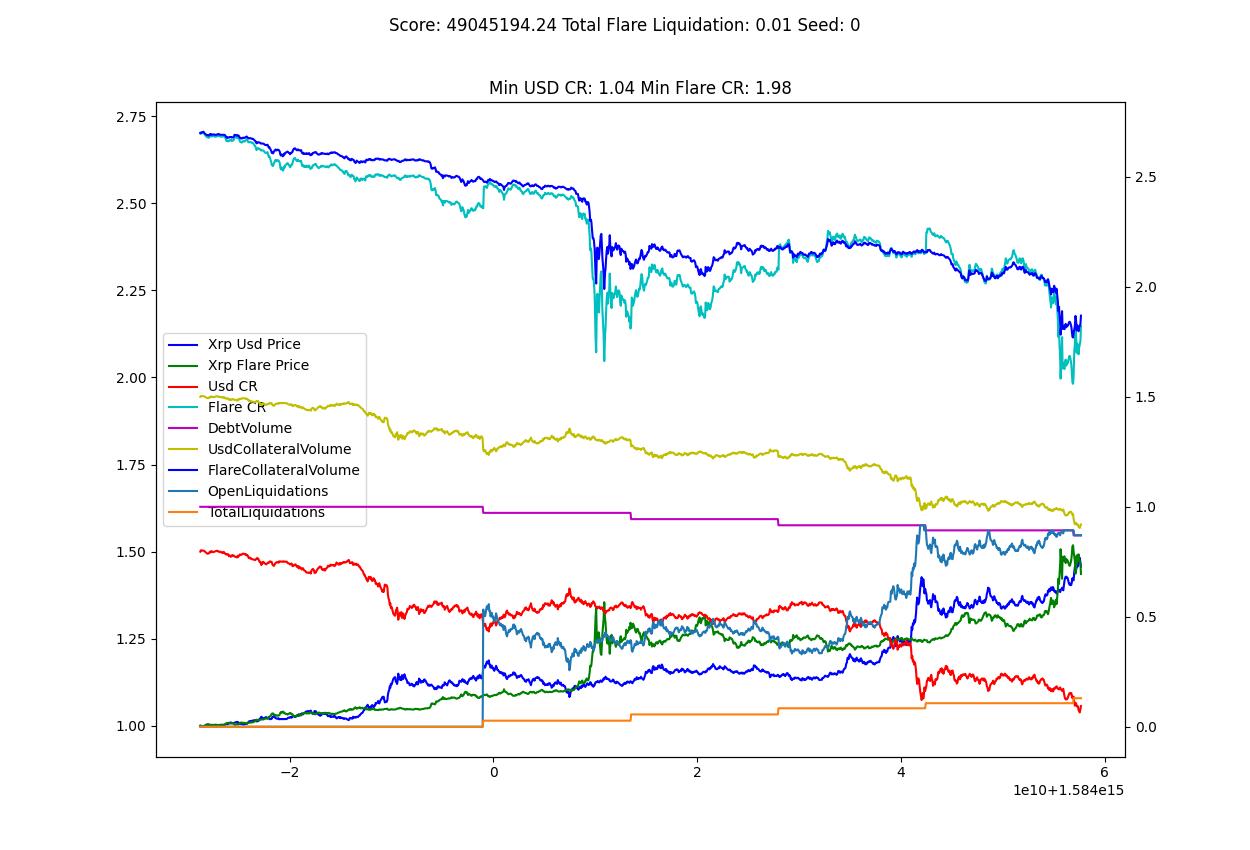 Score: 49045194.24 Total Flare Liquidation: 0.01 Seed: 0
Min USD CR: 1.04 Min Flare CR: 1.98
2.75
2.50
2.25
2.00
1.75
1.50
1.25
1.00
2.5
2.0
1.5
1.0
0.5
0.0
Xrp Usd Price
Xrp Flare Price
Usd CR
Flare CR
DebtVolume
UsdCollateralVolume
FlareCollateralVolume
OpenLiquidations
TotalLiquidations
−2
0
2
4
6
1e10+1.584e15